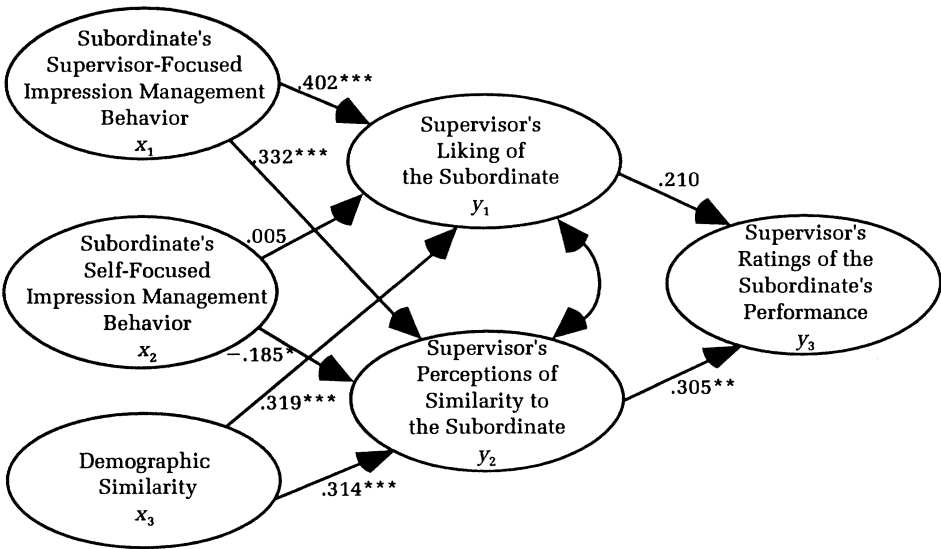 Subordinate's
Supervisor-Focused
Impression Management
Behavior
x₁
.402***
.332***
Supervisor's
Liking of
the Subordinate
y₁
.210
Subordinate's
Self-Focused
Impression Management
Behavior
x₂
.005
-.185*
Supervisor's
Ratings of the
Subordinate's
Performance
y₃
Supervisor's
Perceptions of
Similarity to
the Subordinate
y₂
.305**
.319***
Demographic
Similarity
x₃
.314***